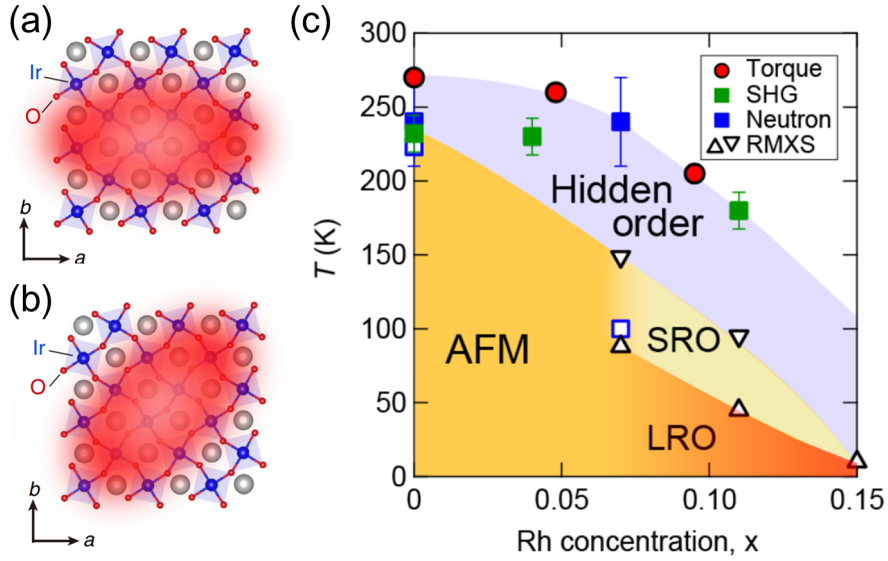 (a)
Ir
O
b
a
(b)
Ir
O
b
a
(c)
300
250
200
150
100
50
0
T (K)
Torque
SHG
Neutron
RMXS
Hidden
order
AFM
SRO
LRO
0
0.05
0.10
0.15
Rh concentration, x